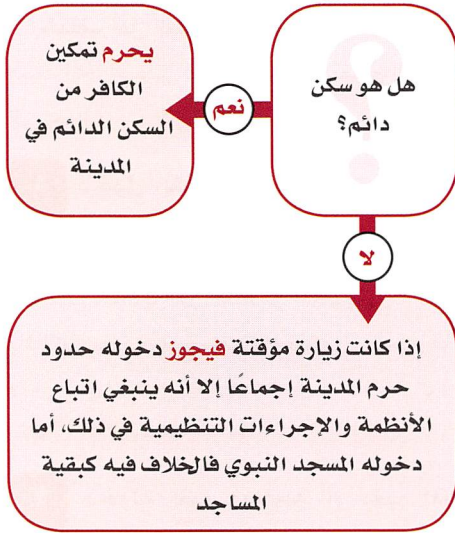 هل هو سكن
دائم؟
نعم
يحرم تمكين
الكافر من
السكن الدائم في
المدينة
لا
إذا كانت زيارة مؤقتة فيجوز دخوله حدود
حرم المدينة إجماعًا إلا أنه ينبغي اتباع
الأنظمة والإجراءات التنظيمية في ذلك، أما
دخوله المسجد النبوي فالخلاف فيه كبقية
المساجد